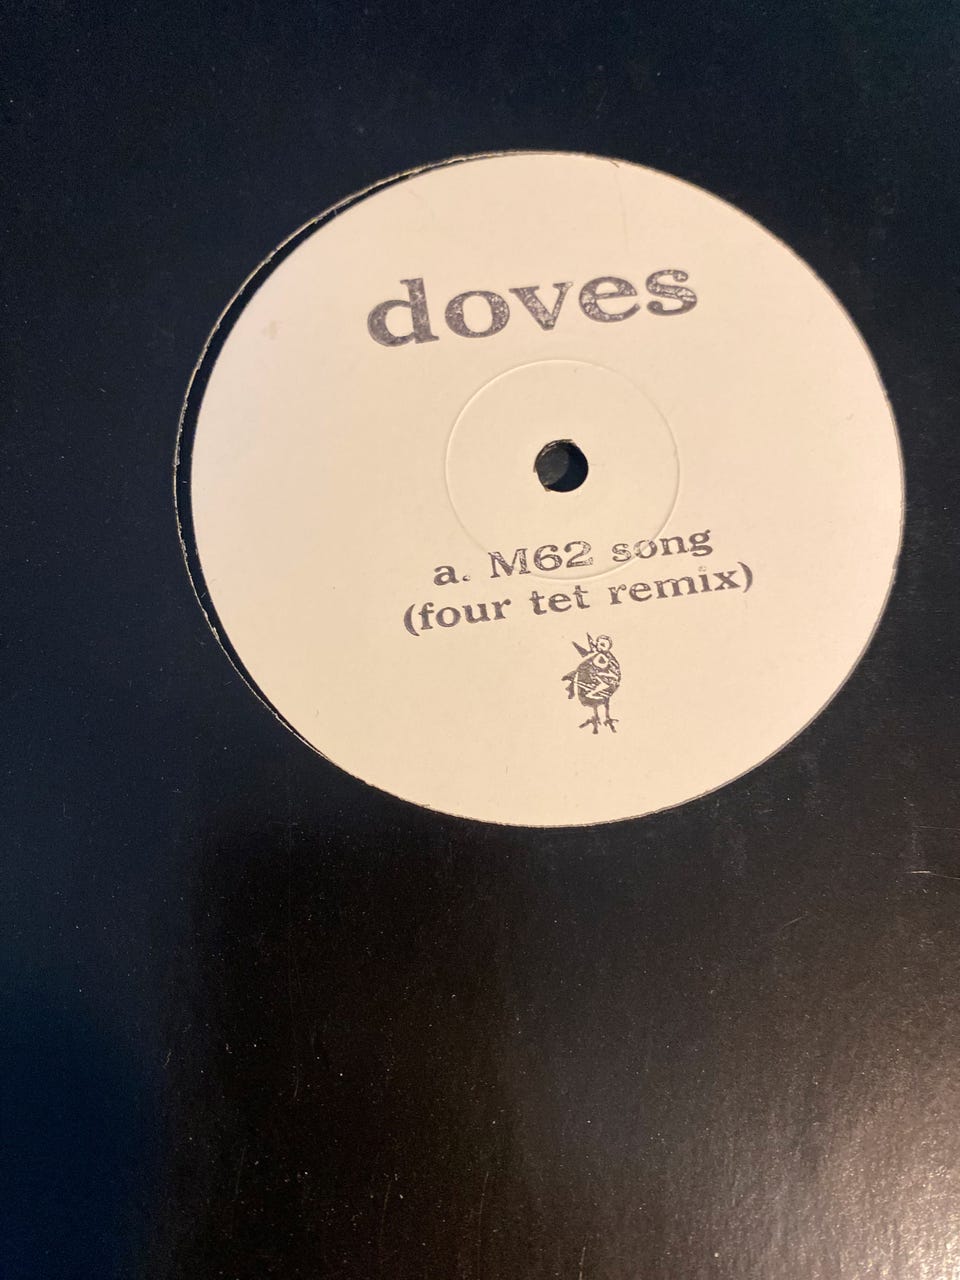 doves
a. M62 song
(four tet remix)